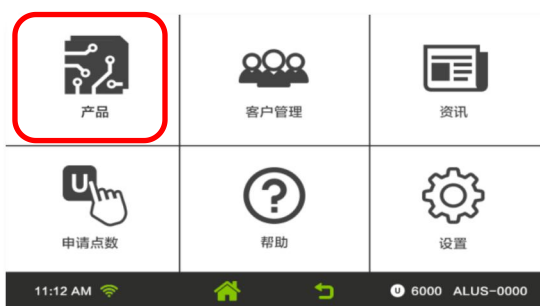 产品
客户管理
资讯
U
申请点数
?
帮助
设置
11:12 AM
U 6000 ALUS-0000